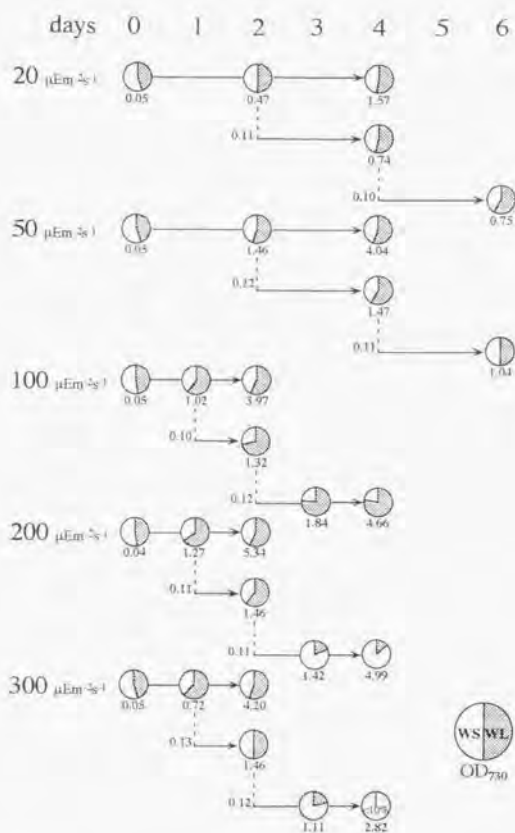 days 0 1 2 3 4 5 6
20 μEm⁻²s⁻¹
0.05 0.47 1.57
0.11
0.74
0.10
0.75
50 μEm⁻²s⁻¹
0.05 1.46 4.04
0.12
1.47
0.11
1.04
100 μEm⁻²s⁻¹
0.05 1.02 3.97
0.10
1.32
0.12
1.84 4.66
200 μEm⁻²s⁻¹
0.04 1.27 5.34
0.11
1.46
0.11
1.42 4.99
300 μEm⁻²s⁻¹
0.05 0.72 4.20
0.13
1.46
WS WL
OD₇₃₀
0.12
<10%
1.11 2.82